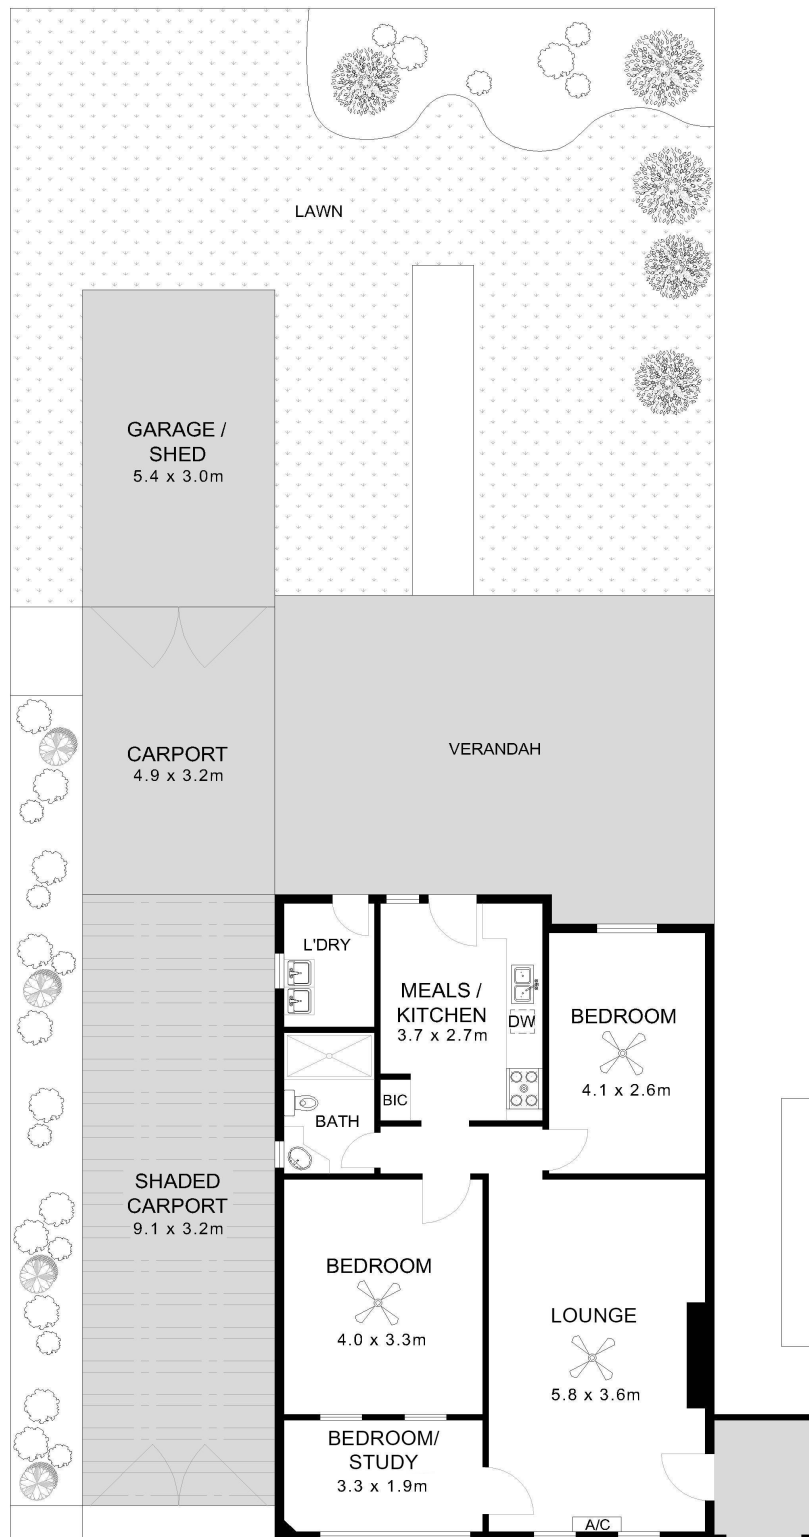 LAWN
GARAGE /
SHED
5.4 x 3.0m
CARPORT
4.9 x 3.2m
VERANDAH
L'DRY
MEALS /
KITCHEN
3.7 x 2.7m
DW
BEDROOM
4.1 x 2.6m
BIC
BATH
SHADED
CARPORT
9.1 x 3.2m
BEDROOM
4.0 x 3.3m
LOUNGE
5.8 x 3.6m
BEDROOM/
STUDY
3.3 x 1.9m
A/C